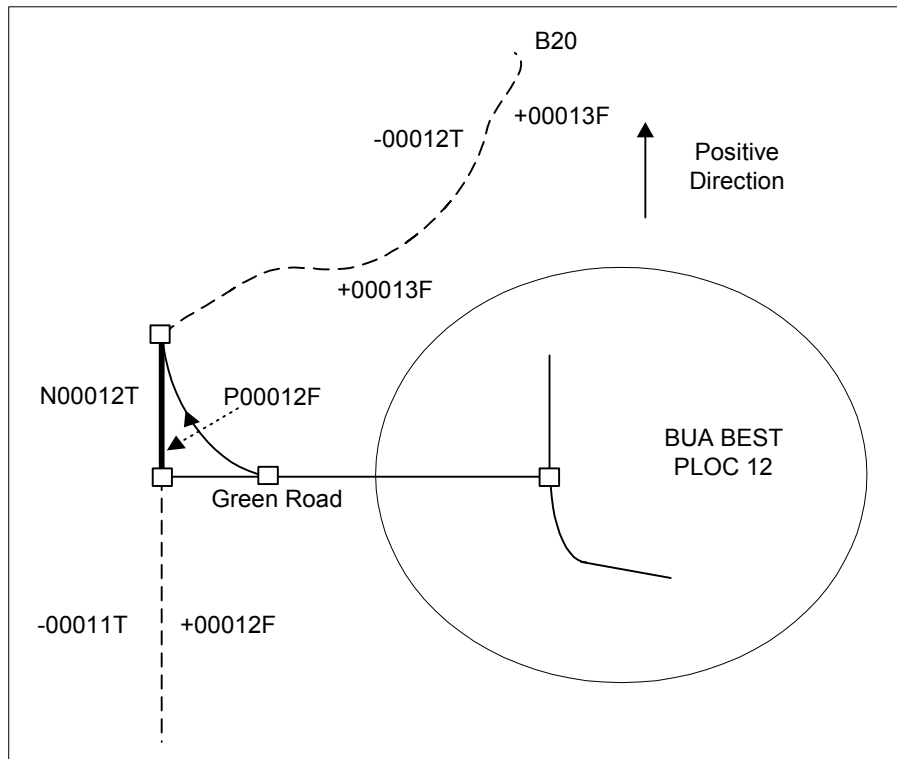 B20
+00013F
-00012T
Positive
Direction
+00013F
N00012T
P00012F
BUA BEST
PLOC 12
Green Road
-00011T
+00012F